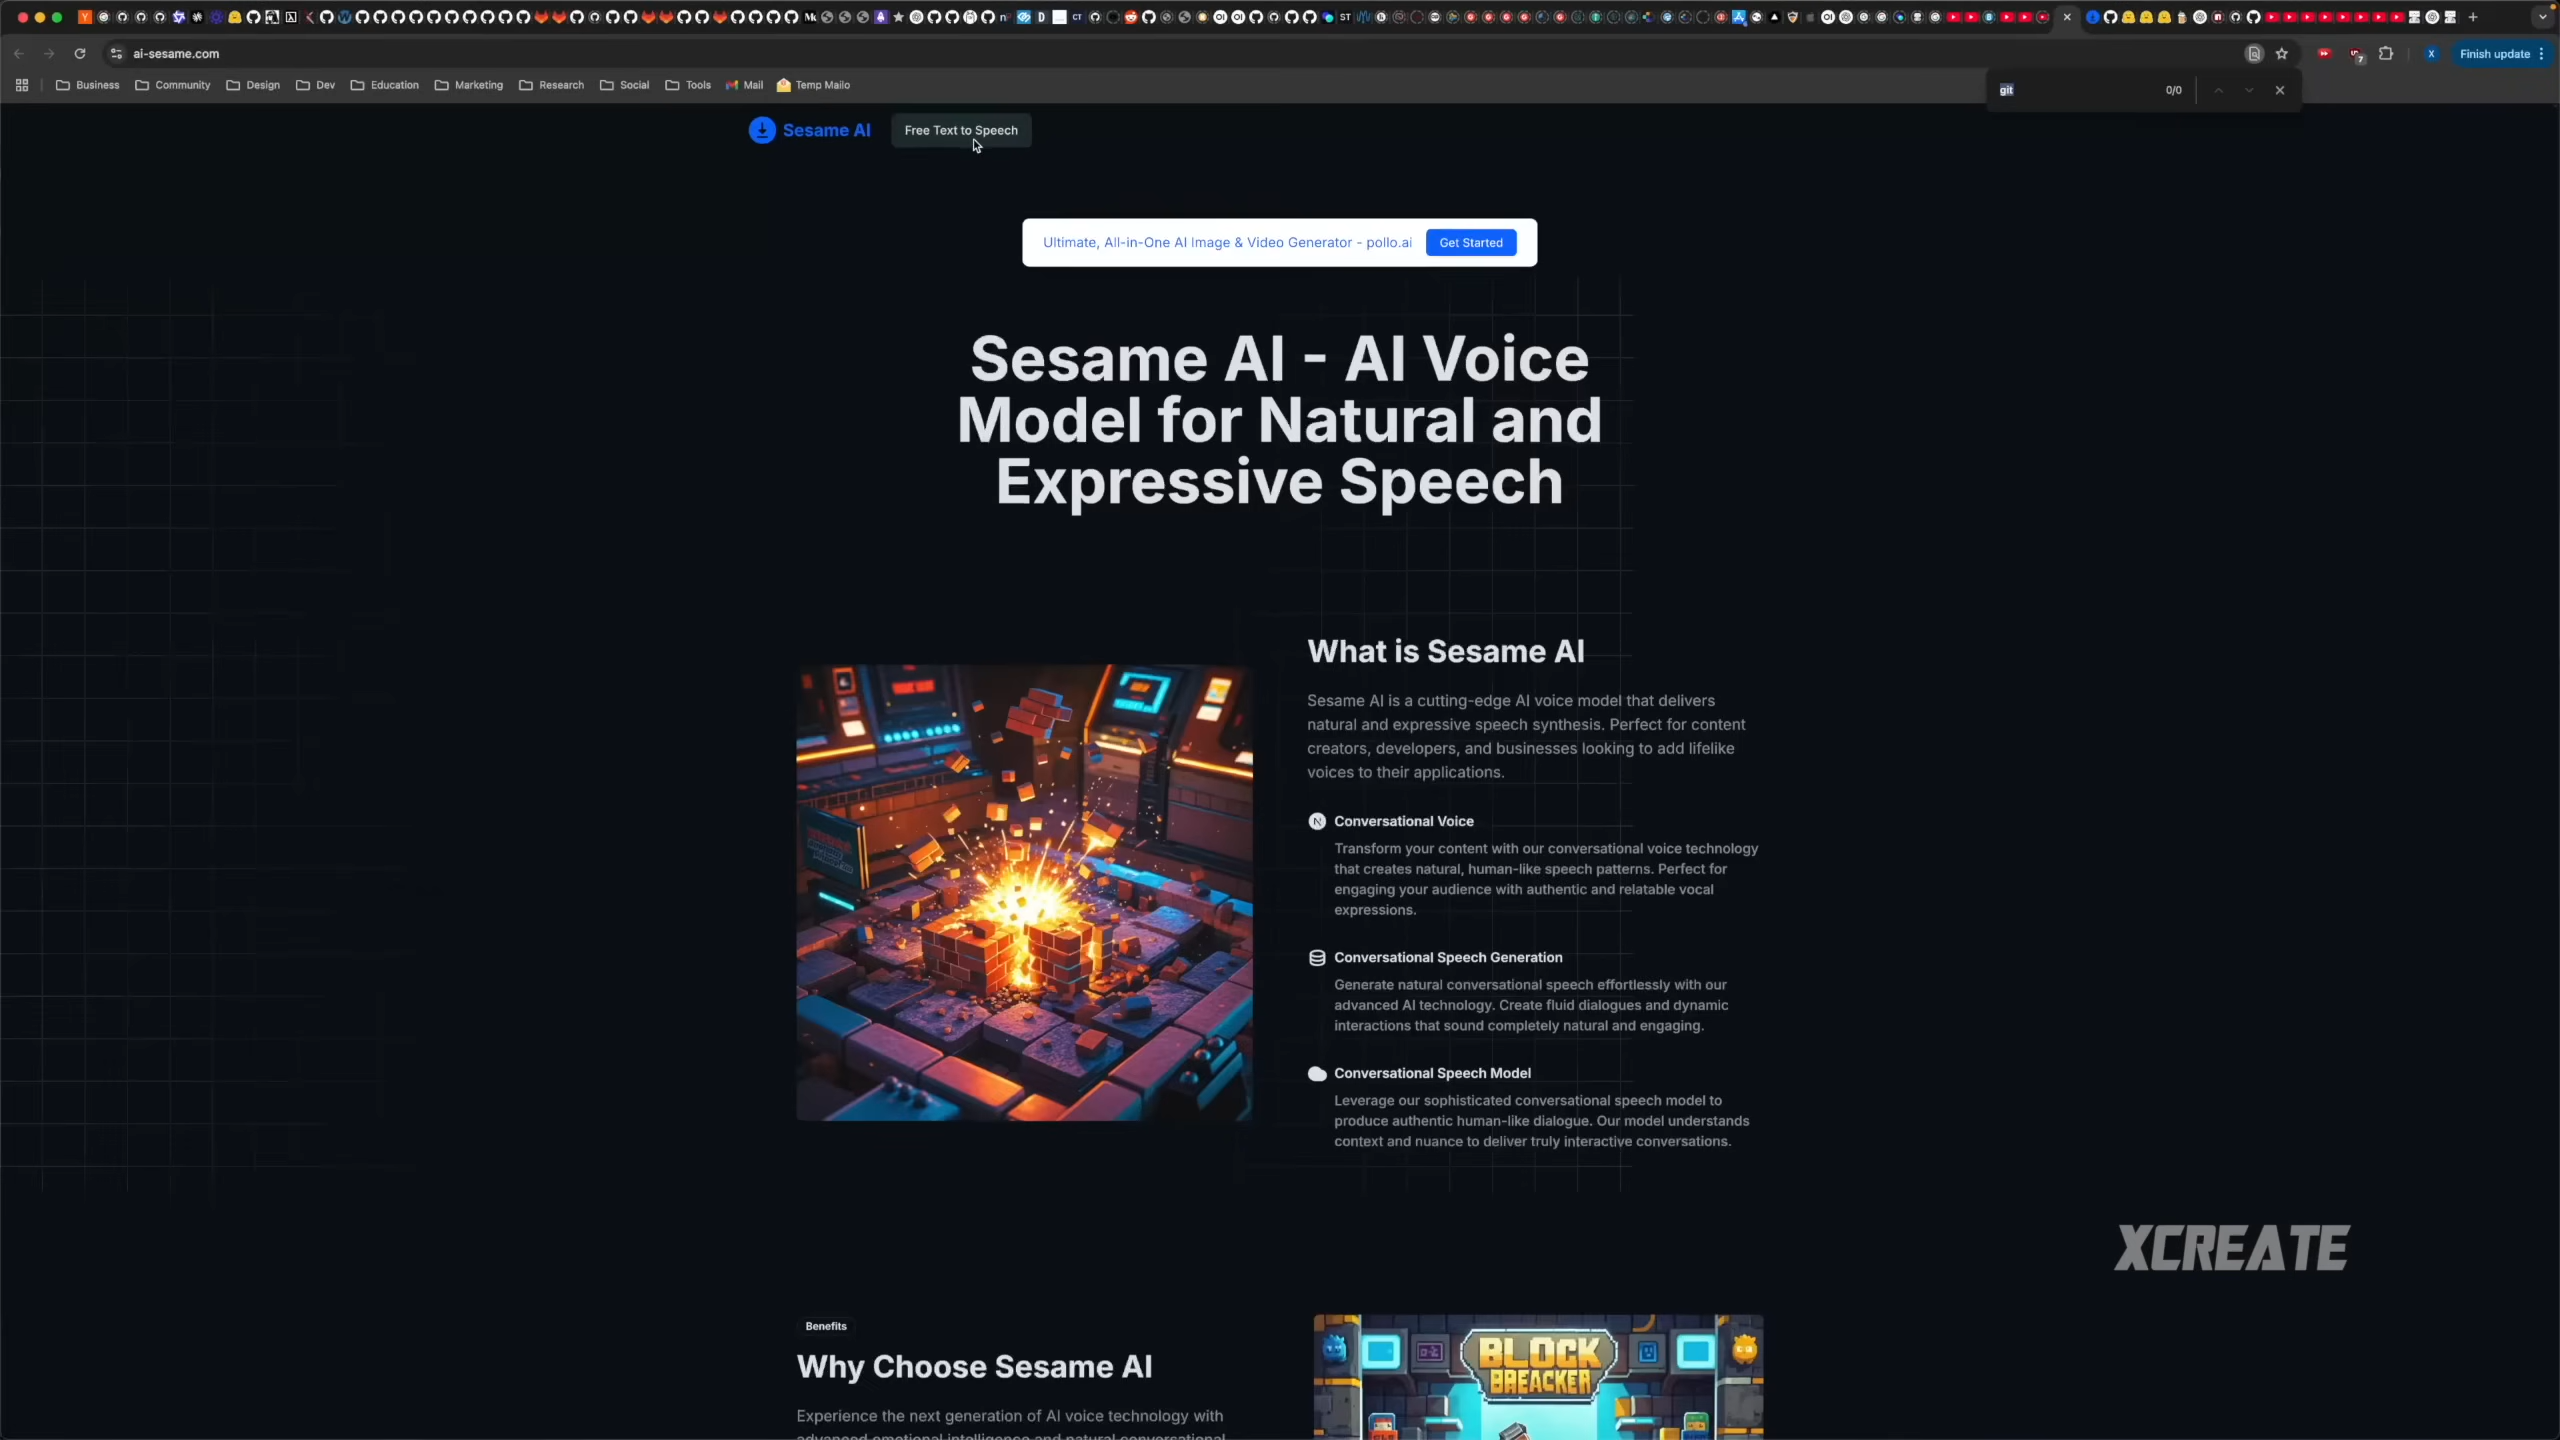 ai-sesame.com
Finish update
Business
Community
Design
Dev
Education
Marketing
Research
Social
Tools
Mail
Temp Mailo
git
0/0
Sesame AI
Free Text to Speech
Ultimate, All-in-One AI Image & Video Generator - pollo.ai
Get Started
Sesame AI - AI Voice
Model for Natural and
Expressive Speech
What is Sesame AI
Sesame AI is a cutting-edge AI voice model that delivers
natural and expressive speech synthesis. Perfect for content
creators, developers, and businesses looking to add lifelike
voices to their applications.
Conversational Voice
Transform your content with our conversational voice technology
that creates natural, human-like speech patterns. Perfect for
engaging your audience with authentic and relatable vocal
expressions.
Conversational Speech Generation
Generate natural conversational speech effortlessly with our
advanced AI technology. Create fluid dialogues and dynamic
interactions that sound completely natural and engaging.
Conversational Speech Model
Leverage our sophisticated conversational speech model to
produce authentic human-like dialogue. Our model understands
context and nuance to deliver truly interactive conversations.
XCREATE
Benefits
Why Choose Sesame AI
Experience the next generation of AI voice technology with
advanced emotional intelligence and natural conversational
BLOCK
BREACKER